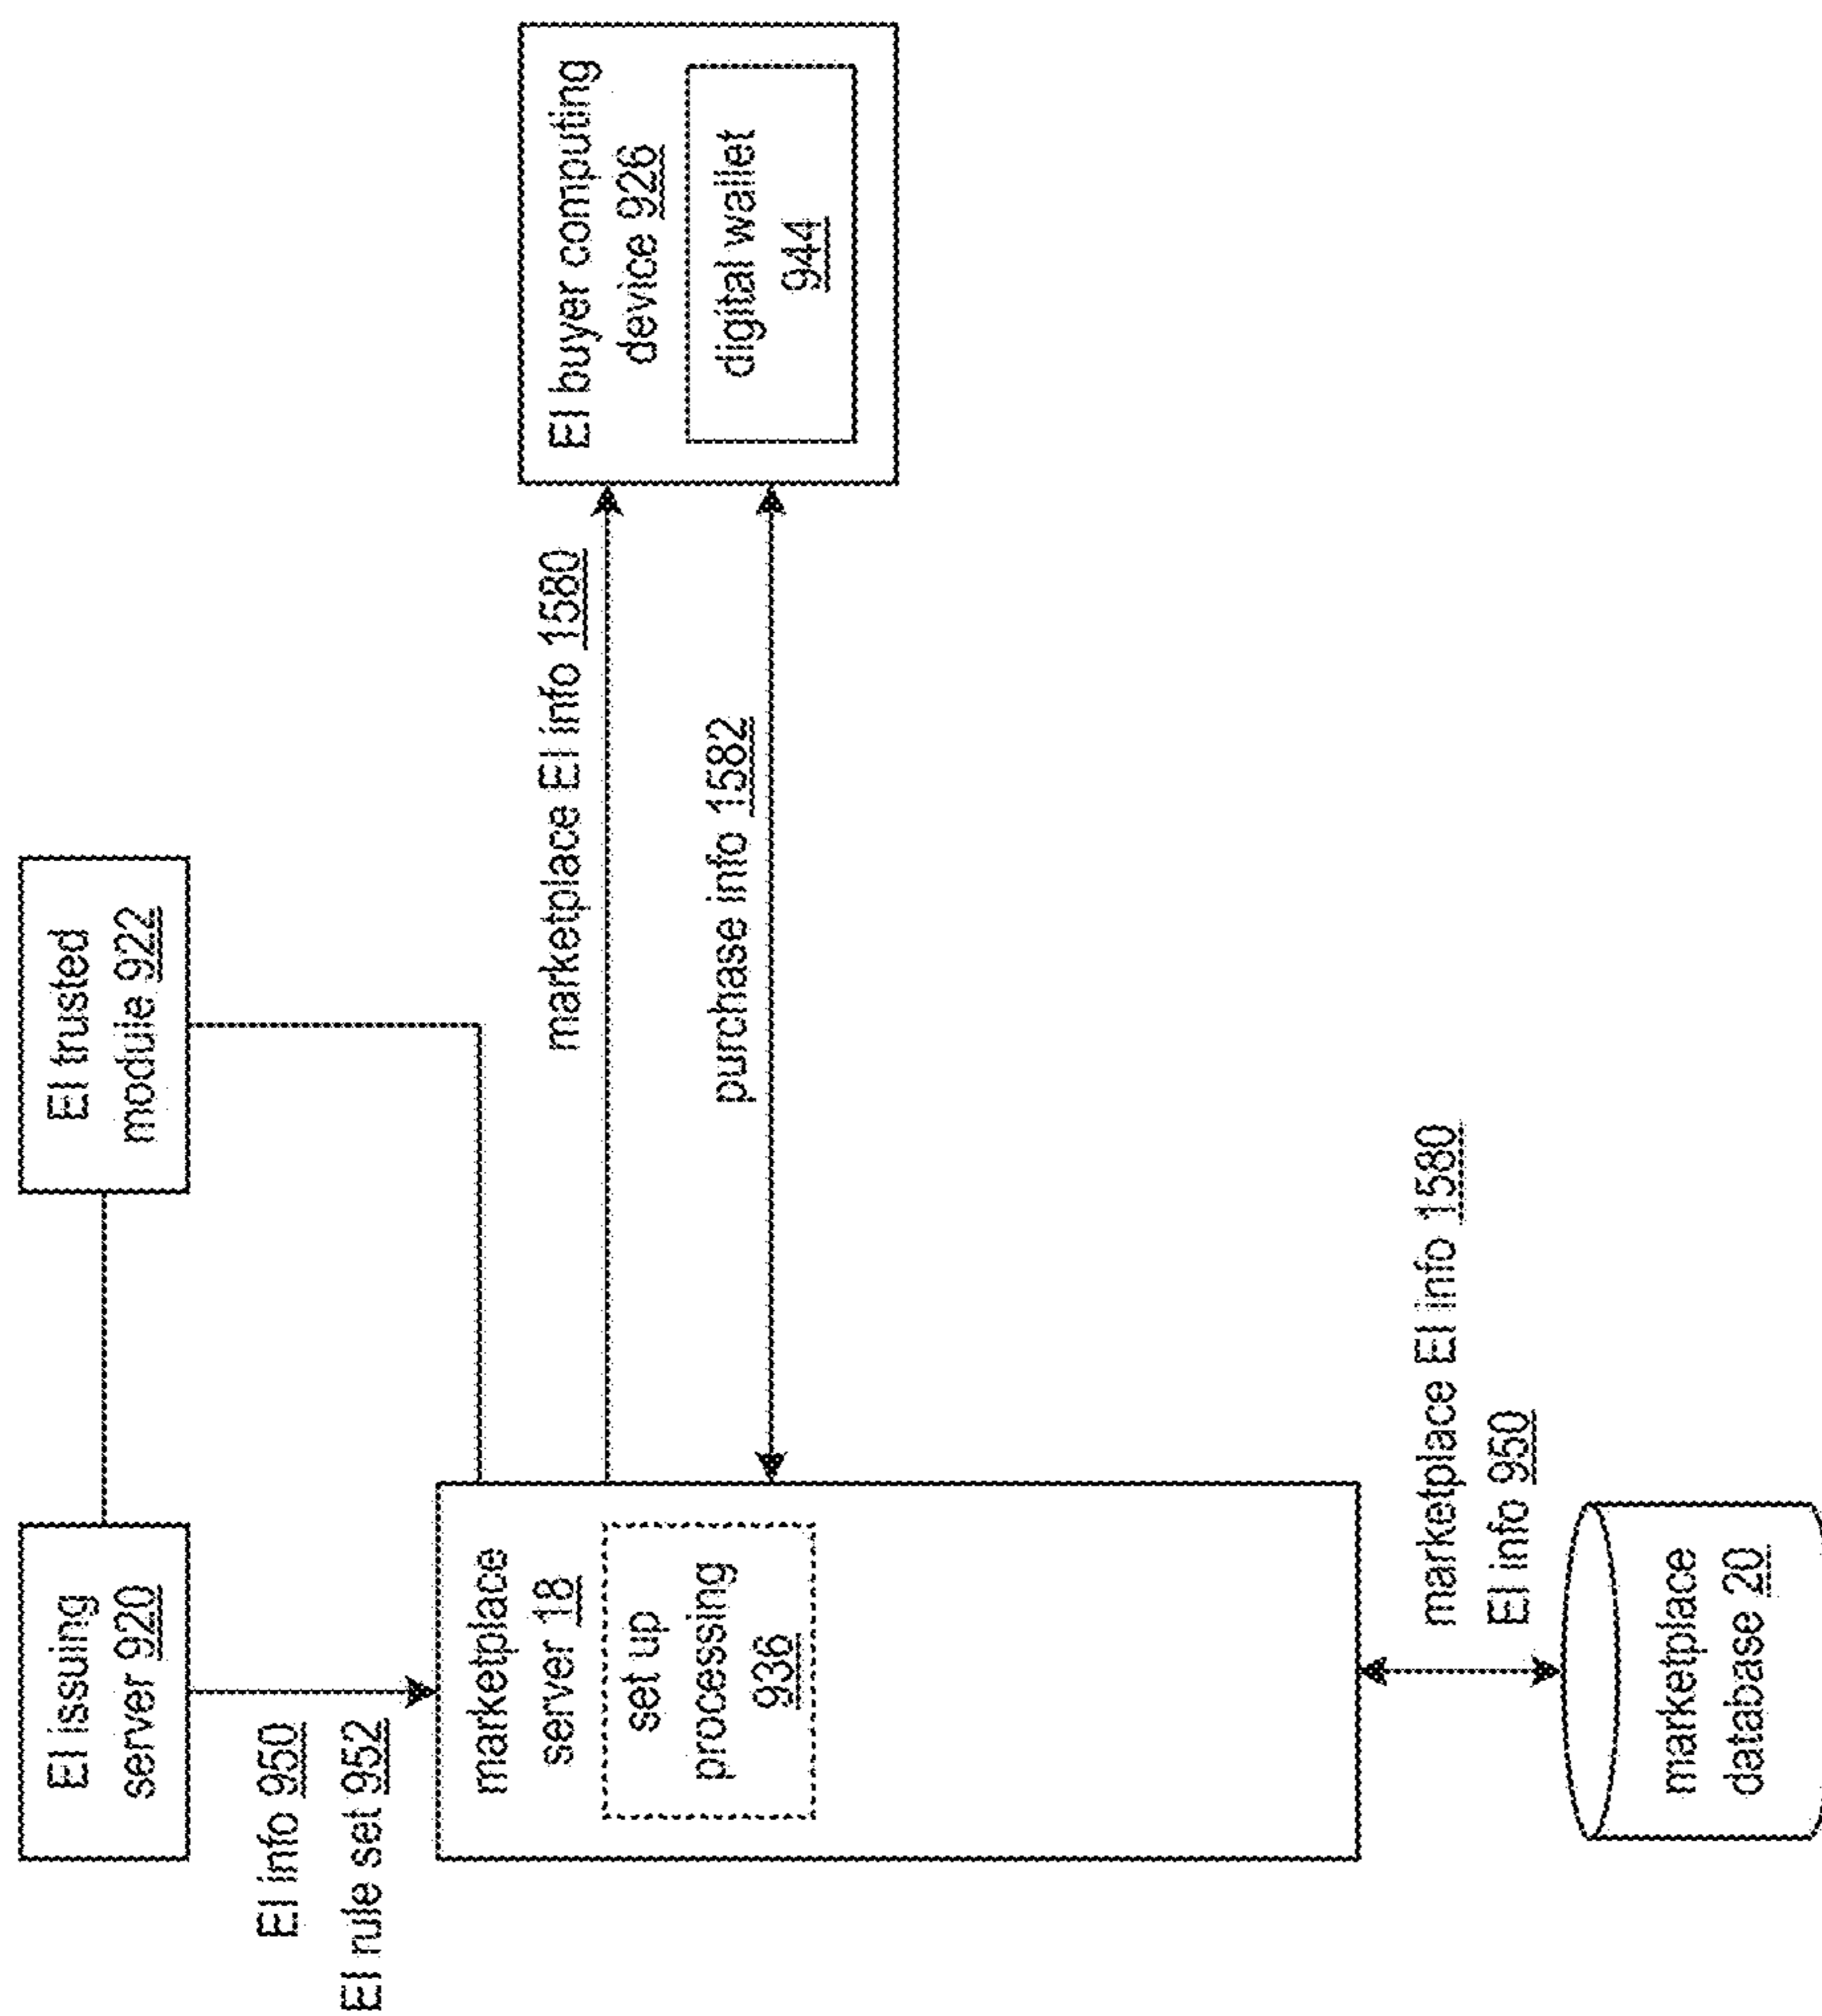 EI issuing
server 920
EI trusted
module 922
EI info 950
EI rule set 952
marketplace
server 18
set up
processing
936
marketplace EI info 1580
purchase info 1582
EI buyer computing
device 926
digital wallet
944
marketplace EI info 1580
EI info 950
marketplace
database 20